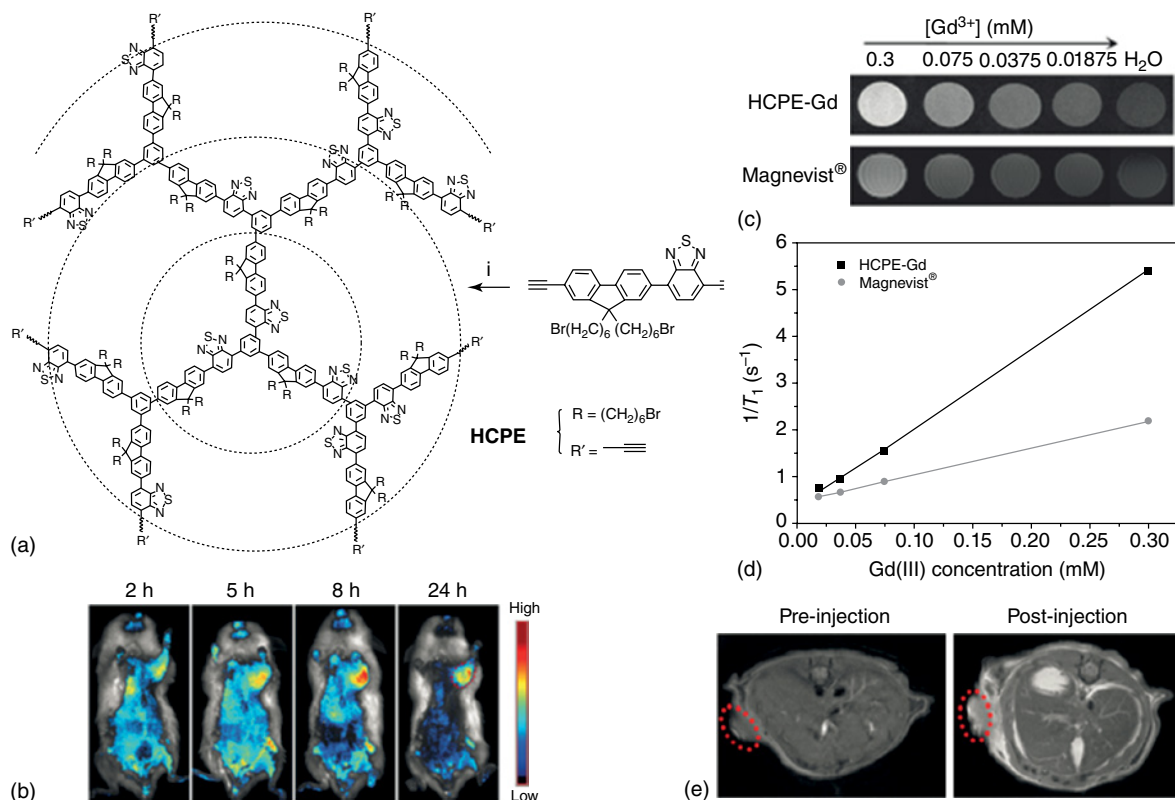 R′
R′
N
S
N
N
S
N
R
R
R
R
N
S
N
N
S
N
R
R
R
R
R′
N
S
N
N
S
N
R
R
R
R
N
S
N
R′
R
R
N
S
N
R′
N
S
N
R
R
N
S
N
R
R
R
R
N
S
N
N
S
N
R
R
N
S
N
R
R
N
S
N
R′
R′
R′
i
S
N
N
Br(H2C)6 (CH2)6Br
HCPE
R = (CH2)6Br
R′ =
(a)
2 h 5 h 8 h 24 h
High
Low
(b)
[Gd3+] (mM)
0.3 0.075 0.0375 0.01875 H2O
HCPE-Gd
Magnevist®
(c)
6
5
4
3
2
1
0
1/T1 (s−1)
HCPE-Gd
Magnevist®
0.00 0.05 0.10 0.15 0.20 0.25 0.30
Gd(III) concentration (mM)
(d)
Pre-injection Post-injection
(e)